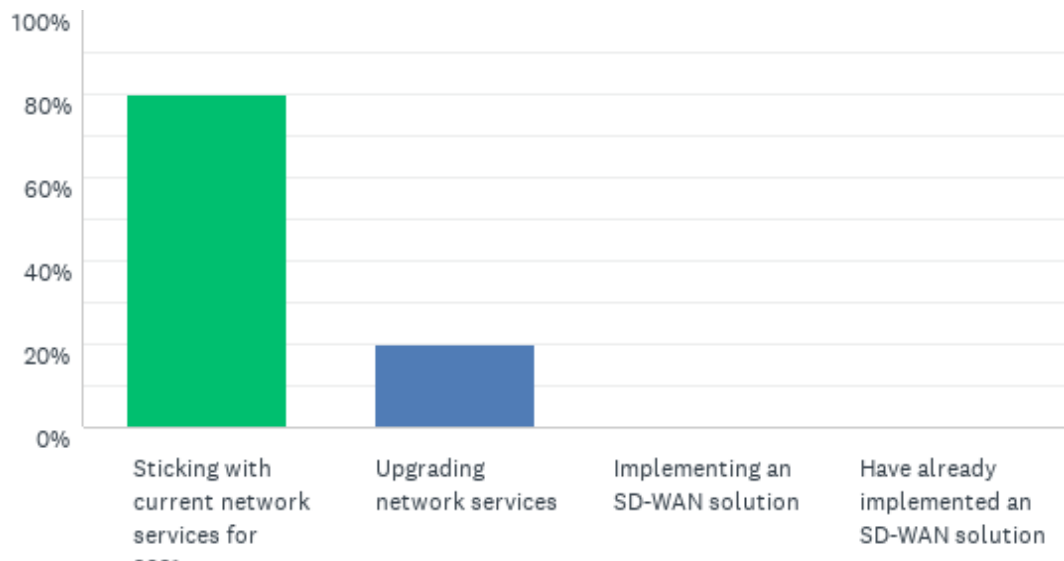 100%
80%
60%
40%
20%
0%
Sticking with
current network
services for
Upgrading
network services
Implementing an
SD-WAN solution
Have already
implemented an
SD-WAN solution